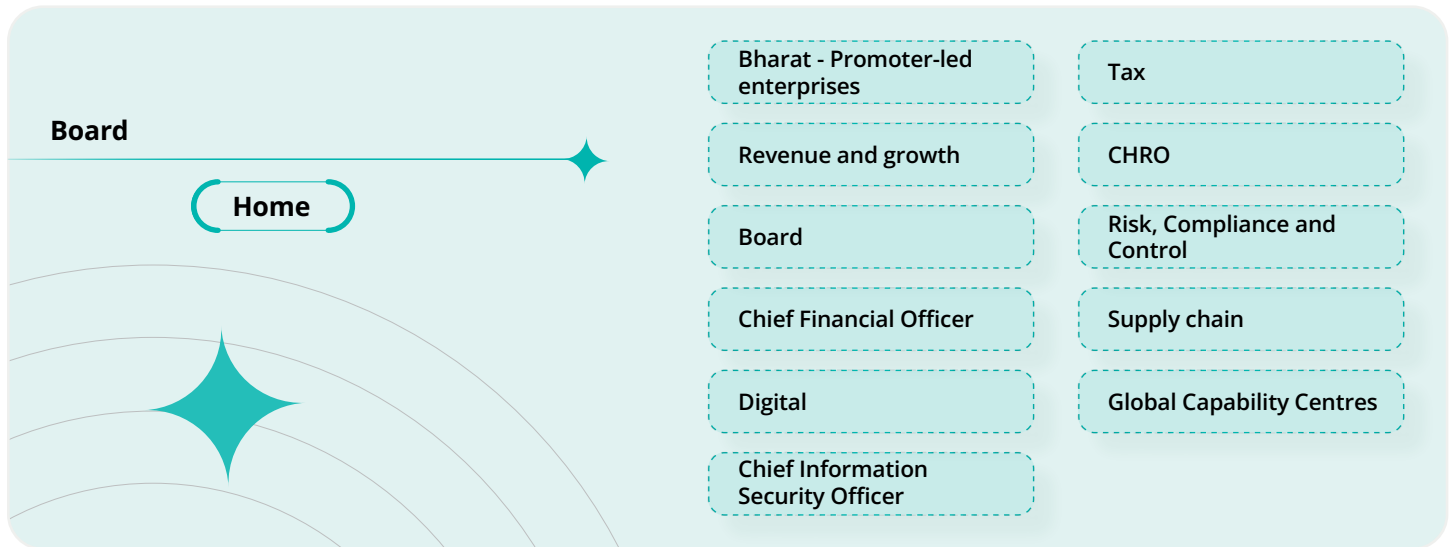 Board
Home
Bharat - Promoter-led
enterprises
Revenue and growth
Board
Chief Financial Officer
Digital
Chief Information
Security Officer
Tax
CHRO
Risk, Compliance and
Control
Supply chain
Global Capability Centres